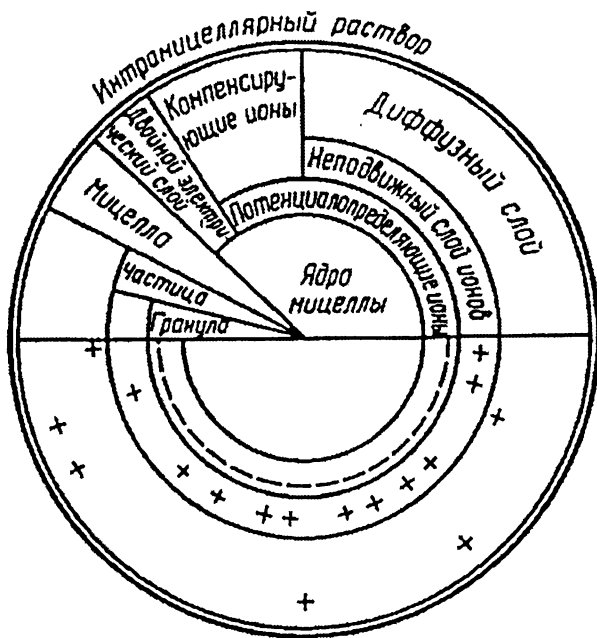 Интрамицеллярный раствор
Компенсиру-
ющие ионы
Двойной электри-
ческий слой
Мицелла
Частица
Гранула
Диффузный слой
Неподвижный слой ионов
Потенциалопределяющие ионы
Ядро
мицеллы